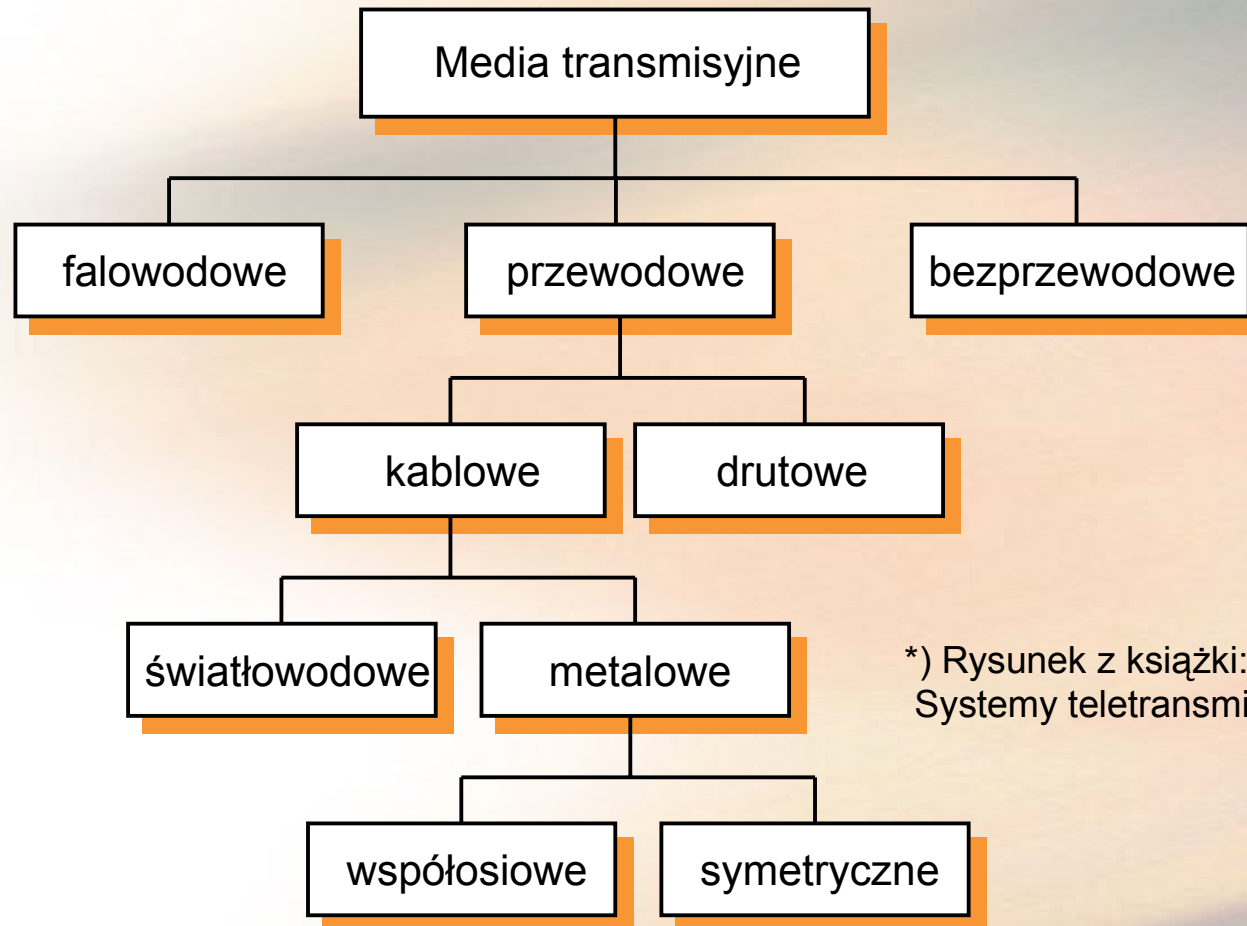 Media transmisyjne
falowodowe
przewodowe
bezprzewodowe
kablowe
drutowe
światłowodowe
metalowe
*) Rysunek z książki:
Systemy teletransmi
współosiowe
symetryczne